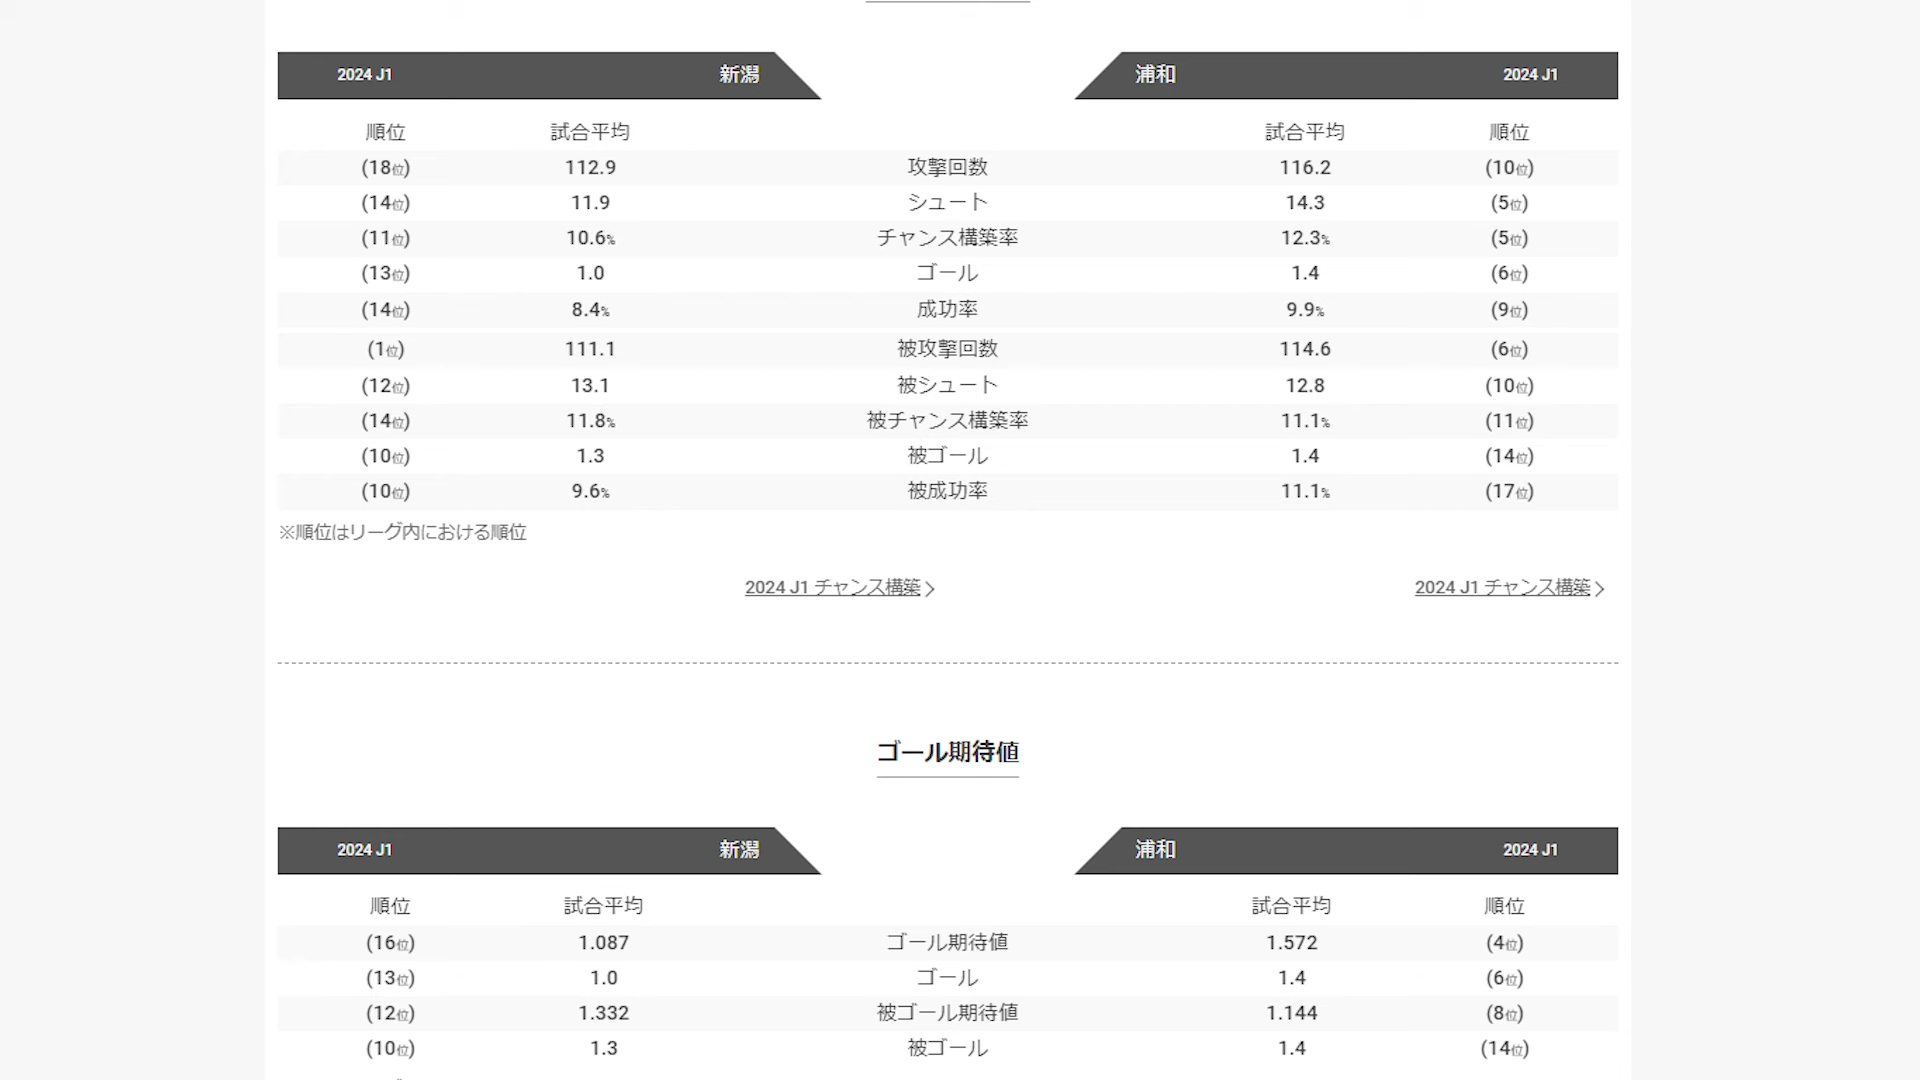 2024 J1 新潟 浦和 2024 J1
順位 試合平均 試合平均 順位
(18位) 112.9 攻撃回数 116.2 (10位)
(14位) 11.9 シュート 14.3 (5位)
(11位) 10.6% チャンス構築率 12.3% (5位)
(13位) 1.0 ゴール 1.4 (6位)
(14位) 8.4% 成功率 9.9% (9位)
(1位) 111.1 被攻撃回数 114.6 (6位)
(12位) 13.1 被シュート 12.8 (10位)
(14位) 11.8% 被チャンス構築率 11.1% (11位)
(10位) 1.3 被ゴール 1.4 (14位)
(10位) 9.6% 被成功率 11.1% (17位)
※順位はリーグ内における順位
2024 J1 チャンス構築 > 2024 J1 チャンス構築 >
ゴール期待値
2024 J1 新潟 浦和 2024 J1
順位 試合平均 試合平均 順位
(16位) 1.087 ゴール期待値 1.572 (4位)
(13位) 1.0 ゴール 1.4 (6位)
(12位) 1.332 被ゴール期待値 1.144 (8位)
(10位) 1.3 被ゴール 1.4 (14位)